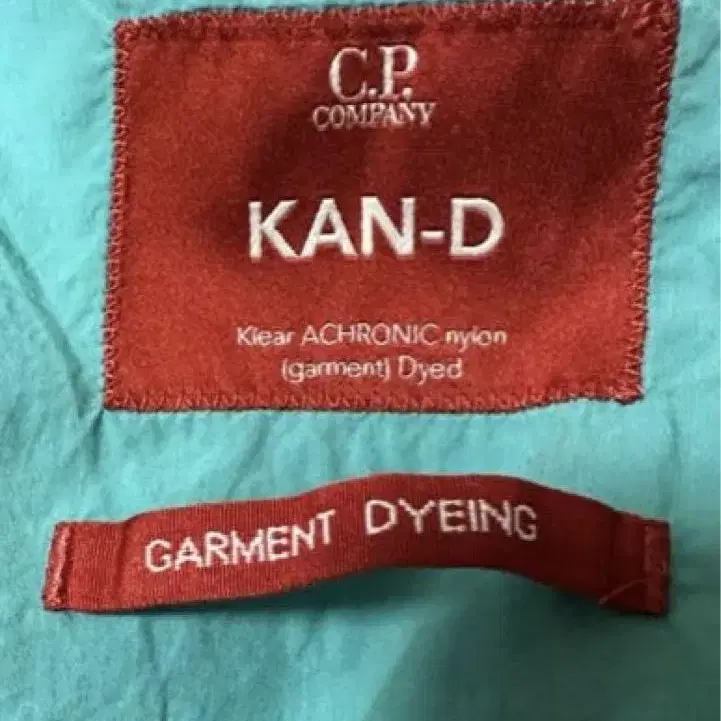 C.P.
COMPANY
KAN-D
Klear ACHRONIC nylon
(garment) Dyed
GARMENT DYEING